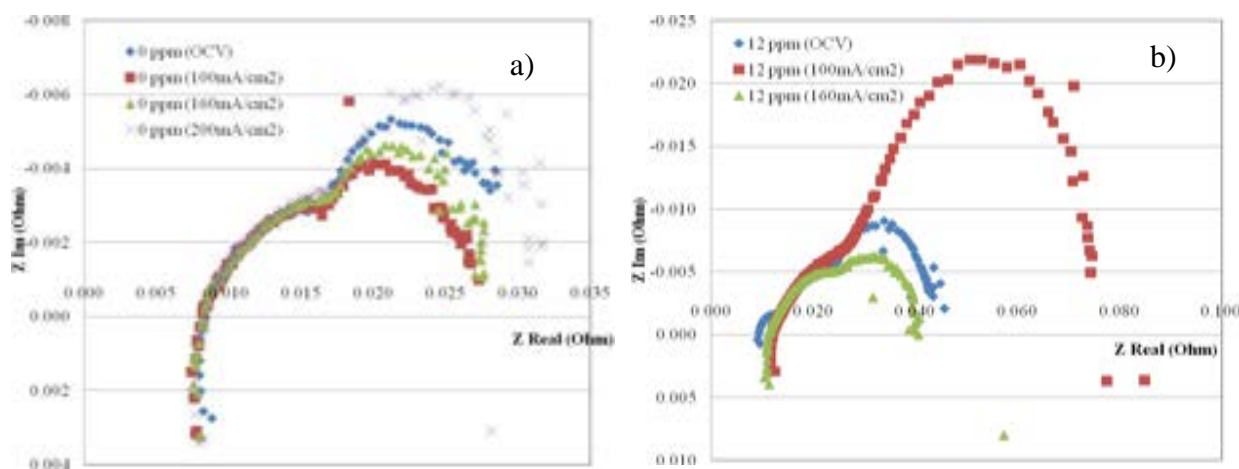 -0.008
-0.006
-0.004
-0.002
0.000
0.002
0.004
Z Im (Ohm)
0 ppm (OCV)
0 ppm (100mA/cm2)
0 ppm (160mA/cm2)
0 ppm (200mA/cm2)
a)
0.000 0.005 0.010 0.015 0.020 0.025 0.030 0.035
Z Real (Ohm)
-0.025
-0.020
-0.015
-0.010
-0.005
0.000
0.005
0.010
Z Im (Ohm)
12 ppm (OCV)
12 ppm (100mA/cm2)
12 ppm (160mA/cm2)
b)
0.000 0.020 0.040 0.060 0.080 0.100
Z Real (Ohm)